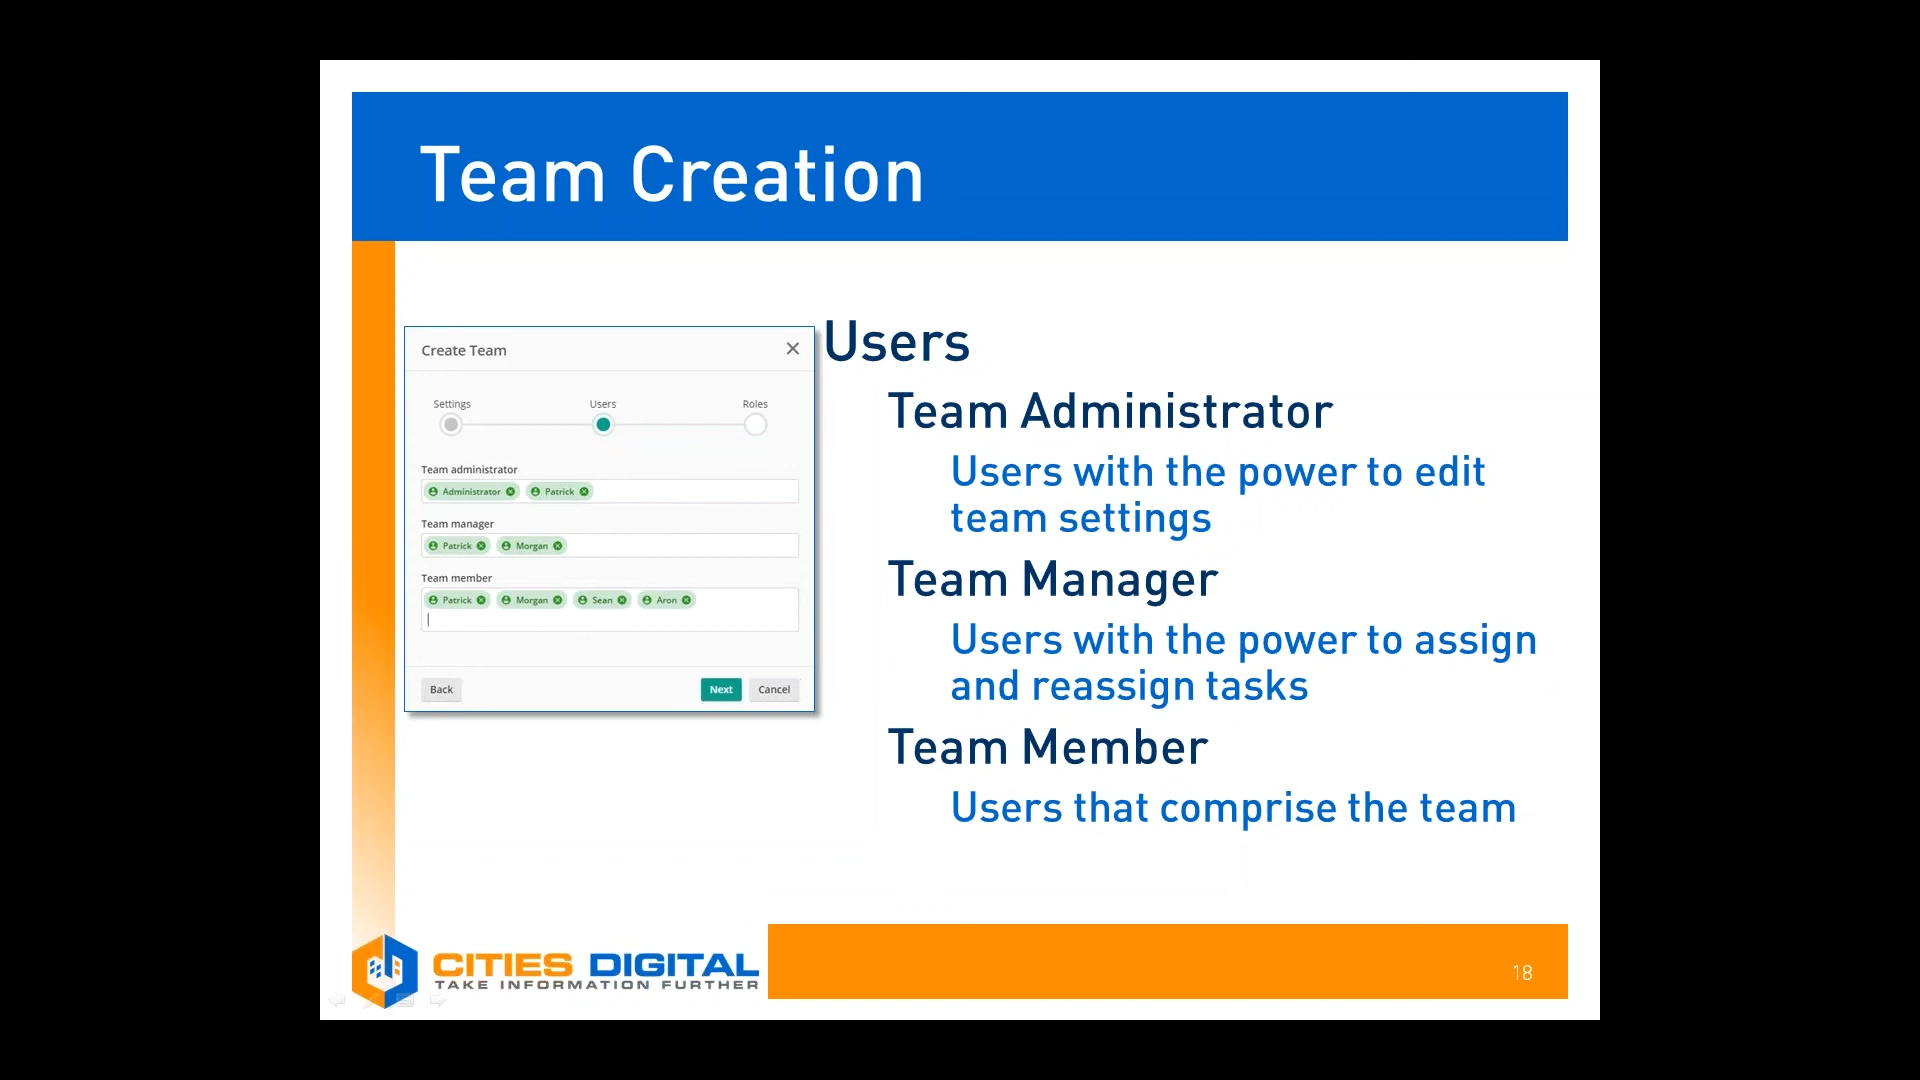 Team Creation
Create Team
Settings
Users
Roles
Team administrator
Administrator
Patrick
Team manager
Patrick
Morgan
Team member
Patrick
Morgan
Sean
Aron
Back
Next
Cancel
Users
Team Administrator
Users with the power to edit
team settings
Team Manager
Users with the power to assign
and reassign tasks
Team Member
Users that comprise the team
CITIES DIGITAL
TAKE INFORMATION FURTHER
18